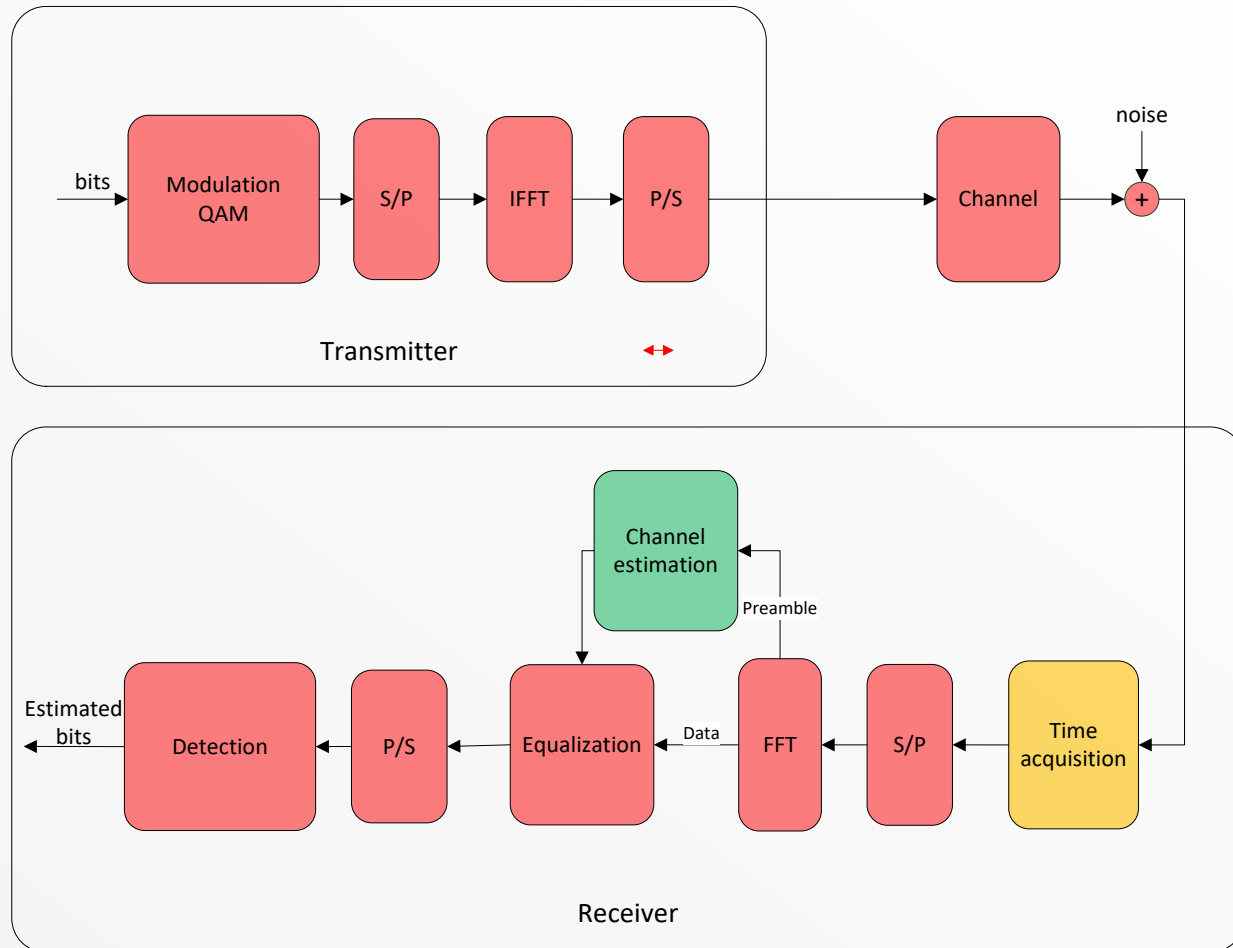 noise
bits
Modulation
QAM
S/P
IFFT
P/S
Channel
+
Transmitter
Channel
estimation
Preamble
Estimated
bits
Detection
P/S
Equalization
Data
FFT
S/P
Time
acquisition
Receiver